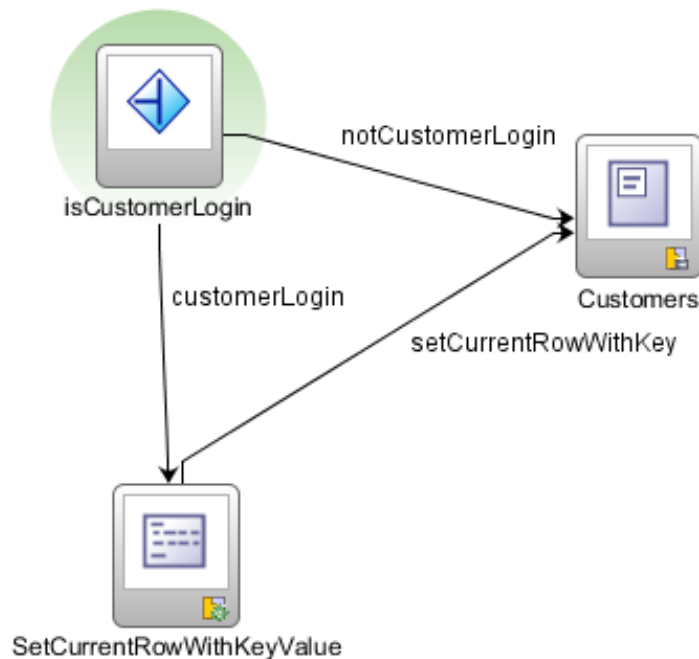 notCustomerLogin
isCustomerLogin
customerLogin
Customers
setCurrentRowWithKey
SetCurrentRowWithKeyValue